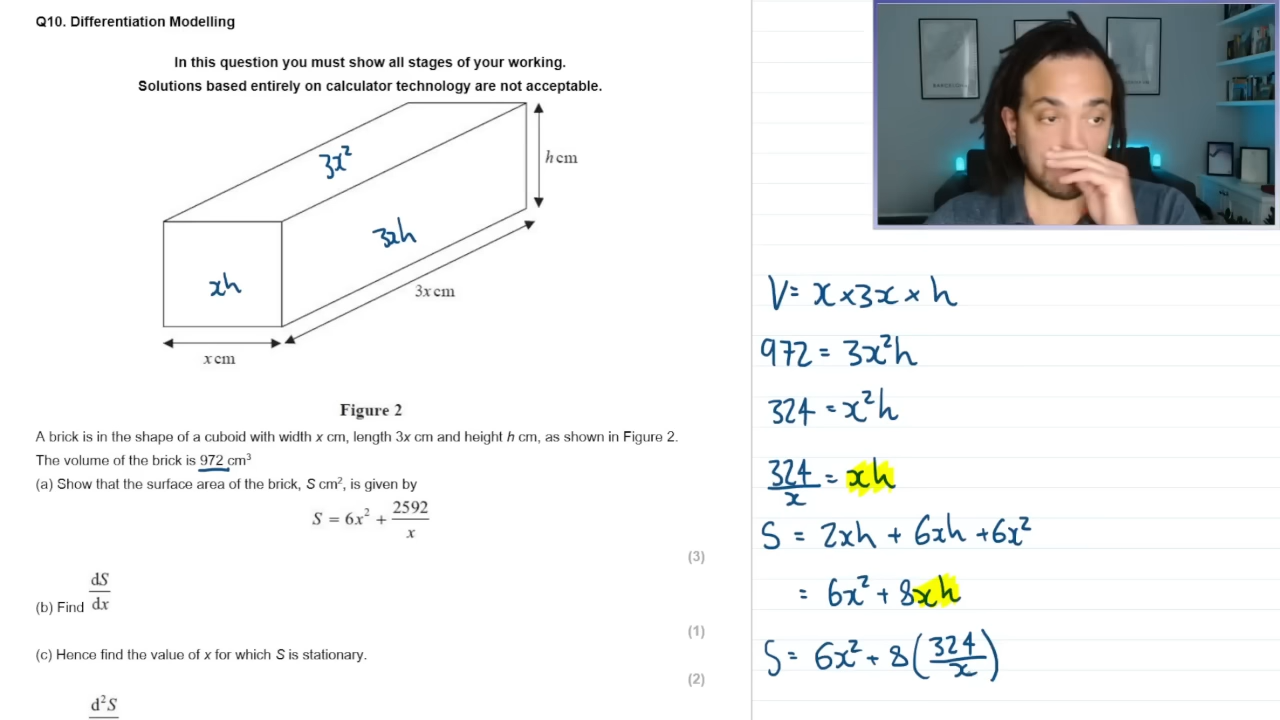 Q10. Differentiation Modelling
In this question you must show all stages of your working.
Solutions based entirely on calculator technology are not acceptable.
3x²
h cm
3xh
xh
3x cm
x cm
Figure 2
A brick is in the shape of a cuboid with width x cm, length 3x cm and height h cm, as shown in Figure 2.
The volume of the brick is 972 cm³
(a) Show that the surface area of the brick, S cm², is given by
S = 6x² + 2592/x
(3)
(b) Find dS/dx
(1)
(c) Hence find the value of x for which S is stationary.
(2)
d²S
BARCELONA
V = x × 3x × h
972 = 3x²h
324 = x²h
324/x = xh
S = 2xh + 6xh + 6x²
= 6x² + 8xh
S = 6x² + 8(324/x)